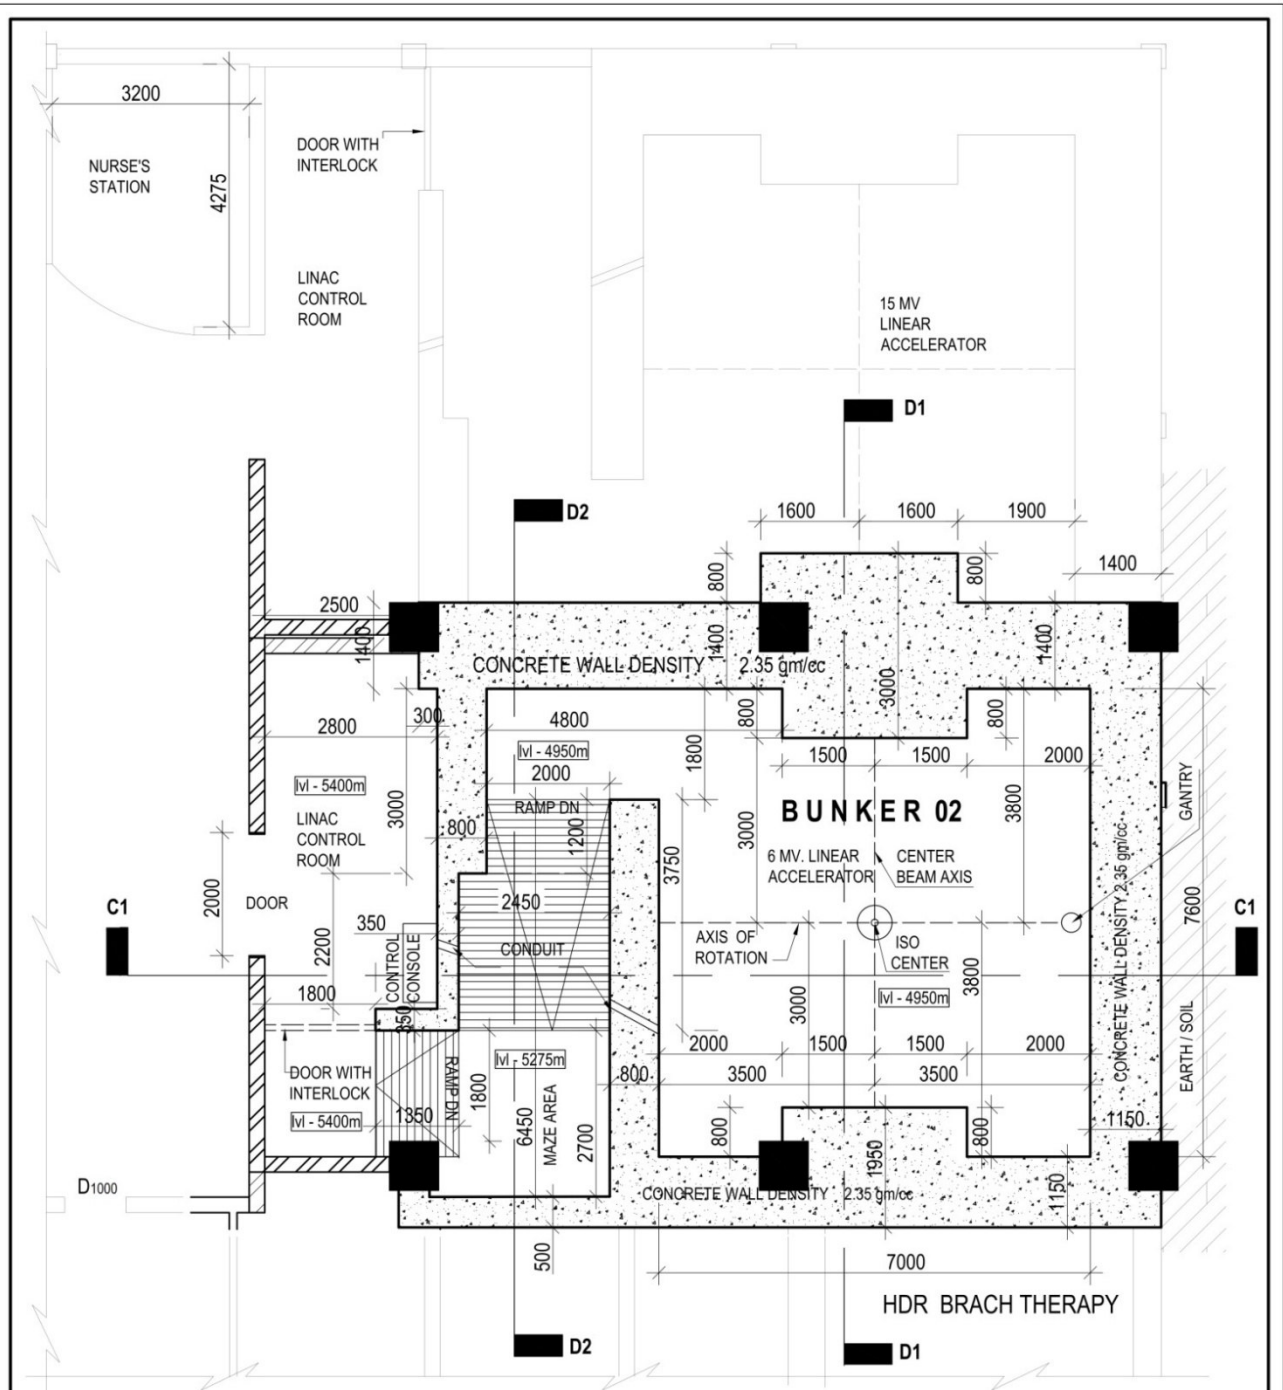 3200
NURSE'S
STATION
4275
DOOR WITH
INTERLOCK
LINAC
CONTROL
ROOM
15 MV
LINEAR
ACCELERATOR
D1
D2
1600
1600
1900
800
800
1400
2500
1400
1400
1400
CONCRETE WALL DENSITY 2.35 gm/cc
3000
300
4800
800
800
2800
lvl - 4950m
1800
1500
1500
2000
lvl - 5400m
2000
3000
RAMP DN
BUNKER 02
3800
GANTRY
LINAC
CONTROL
ROOM
800
1200
3750
3000
6 MV. LINEAR
ACCELERATOR
CENTER
BEAM AXIS
CONCRETE WALL DENSITY 2.35 gm/cc
7600
2000
DOOR
2450
C1
C1
350
2200
CONTROL
CONSOLE
CONDUIT
AXIS OF
ROTATION
ISO
CENTER
1800
lvl - 4950m
3800
3000
350
EARTH / SOIL
2000
1500
1500
2000
DOOR WITH
INTERLOCK
RAMP DN
lvl - 5275m
800
3500
3500
lvl - 5400m
1350
1800
6450
MAZE AREA
2700
800
1950
800
1150
D1000
CONCRETE WALL DENSITY 2.35 gm/cc
1150
500
7000
HDR BRACH THERAPY
D2
D1